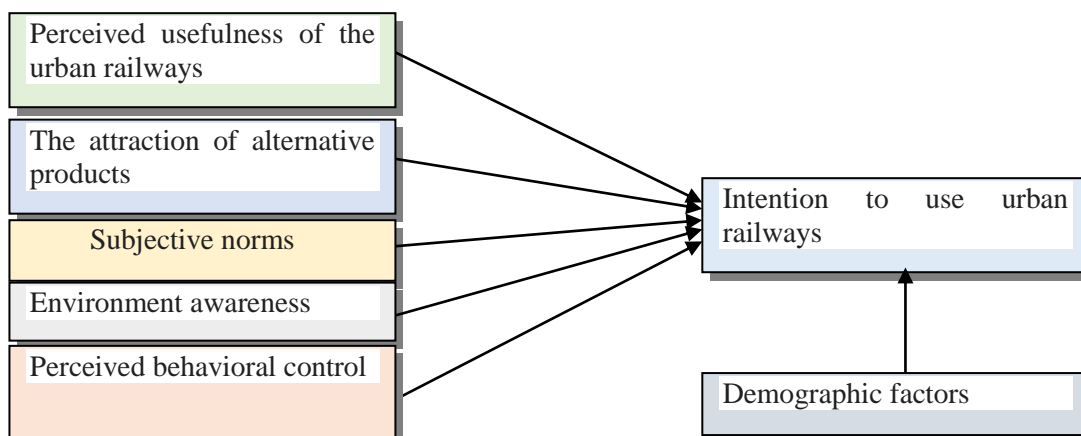 Perceived usefulness of the
urban railways
The attraction of alternative
products
Subjective norms
Environment awareness
Perceived behavioral control
Intention to use urban
railways
Demographic factors